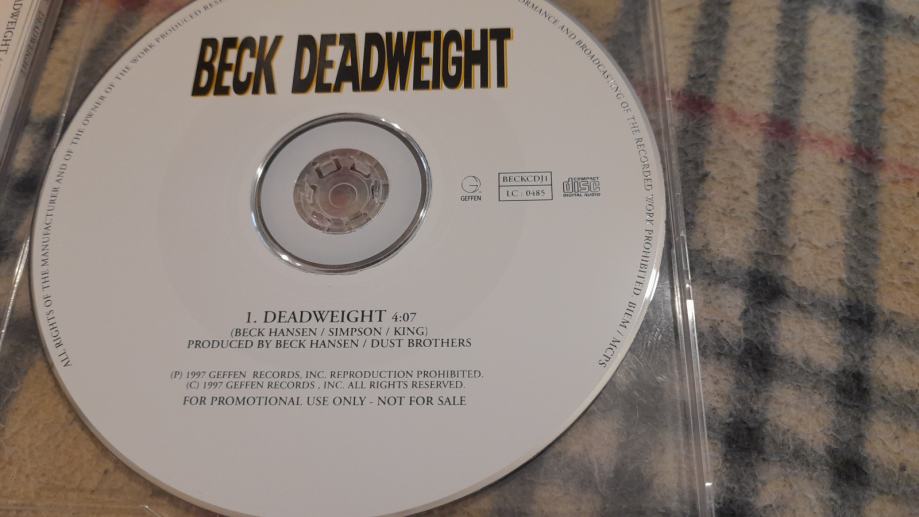 BECK DEADWEIGHT
GEFFEN
BECKCDJ1
LC : 0485
COMPACT
disc
DIGITAL AUDIO
1. DEADWEIGHT 4:07
(BECK HANSEN / SIMPSON / KING)
PRODUCED BY BECK HANSEN / DUST BROTHERS
(P) 1997 GEFFEN RECORDS, INC. REPRODUCTION PROHIBITED.
(C) 1997 GEFFEN RECORDS , INC. ALL RIGHTS RESERVED.
FOR PROMOTIONAL USE ONLY - NOT FOR SALE
ALL RIGHTS OF THE MANUFACTURER AND OF THE OWNER OF THE WORK PRODUCED
AND BROADCASTING OF THE RECORDED WORK PROHIBITED. BIEM / MCPS